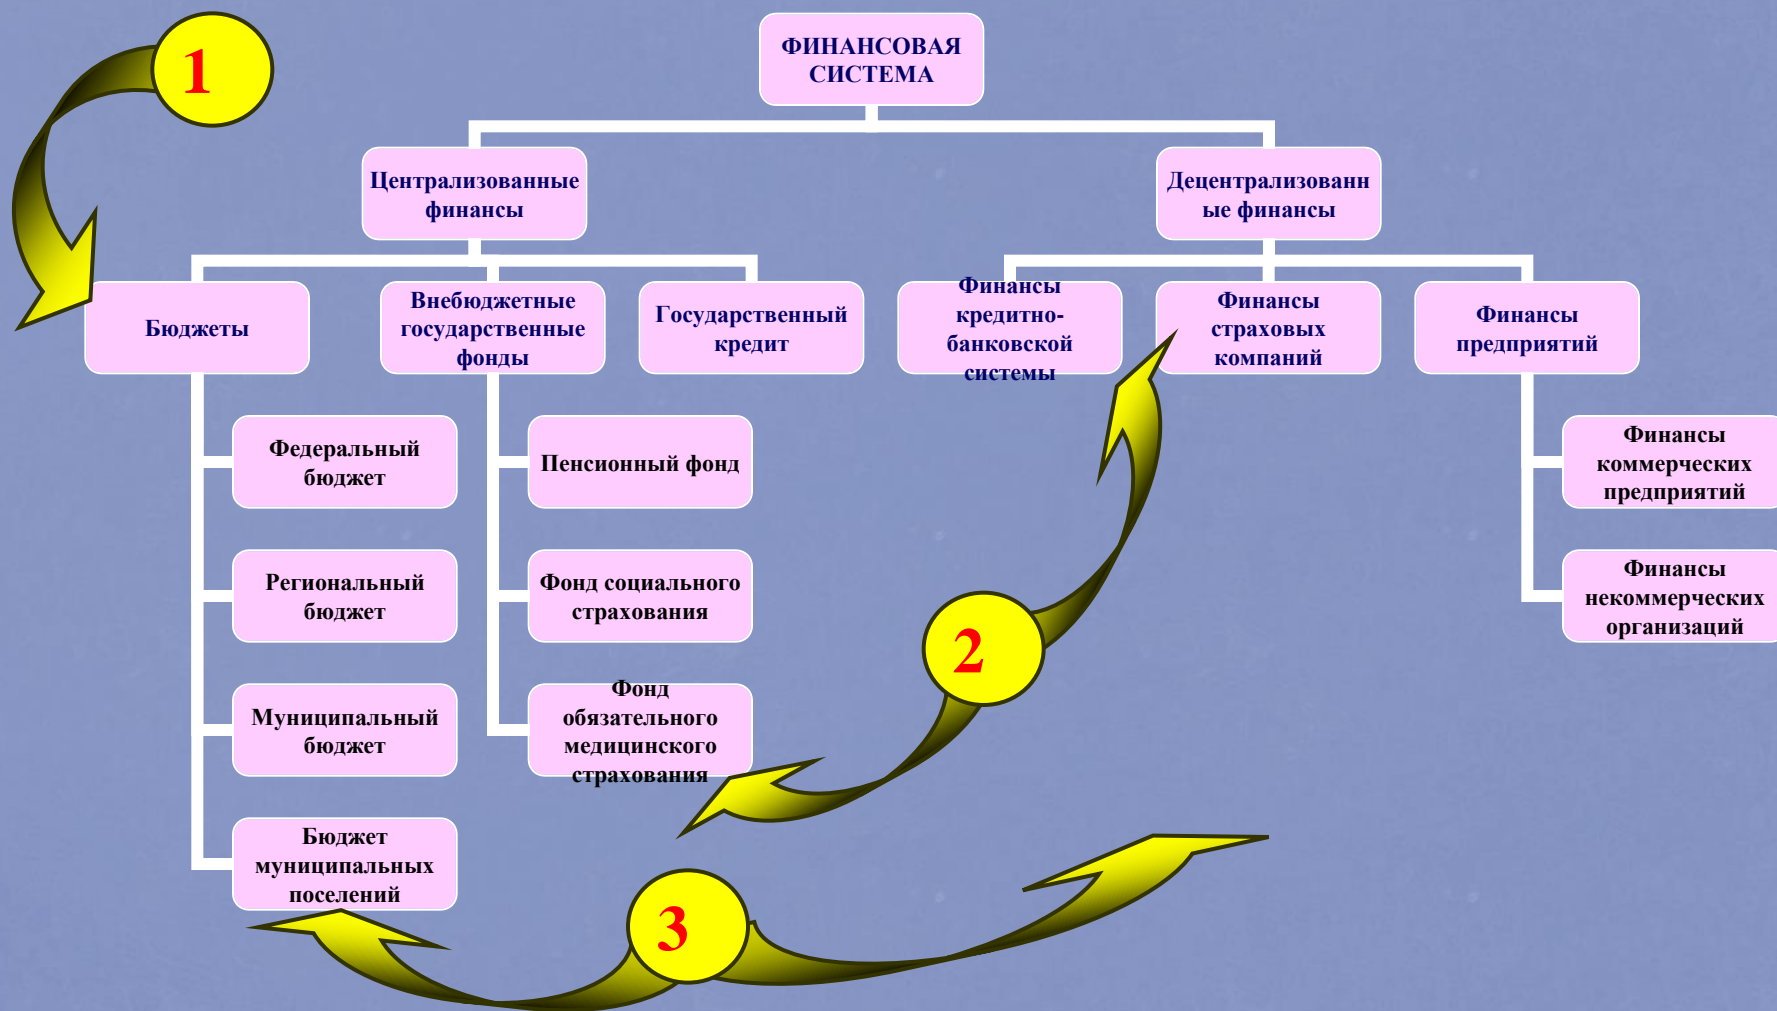 1
ФИНАНСОВАЯ
СИСТЕМА
Централизованные
финансы
Децентрализованн
ые финансы
Бюджеты
Внебюджетные
государственные
фонды
Государственный
кредит
Финансы
кредитно-
банковской
системы
Финансы
страховых
компаний
Финансы
предприятий
Федеральный
бюджет
Региональный
бюджет
Муниципальный
бюджет
Бюджет
муниципальных
поселений
Пенсионный фонд
Фонд социального
страхования
Фонд
обязательного
медицинского
страхования
Финансы
коммерческих
предприятий
Финансы
некоммерческих
организаций
2
3